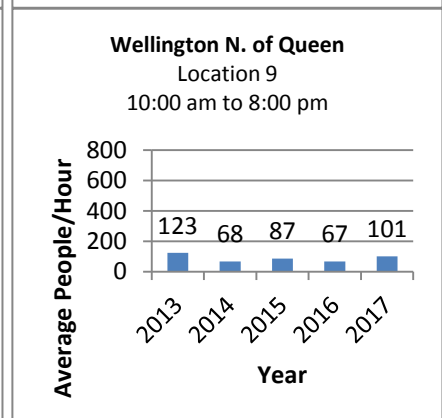 Wellington N. of Queen
Location 9
10:00 am to 8:00 pm
Average People/Hour
800
600
400
200
0
123 68 87 67 101
2013 2014 2015 2016 2017
Year